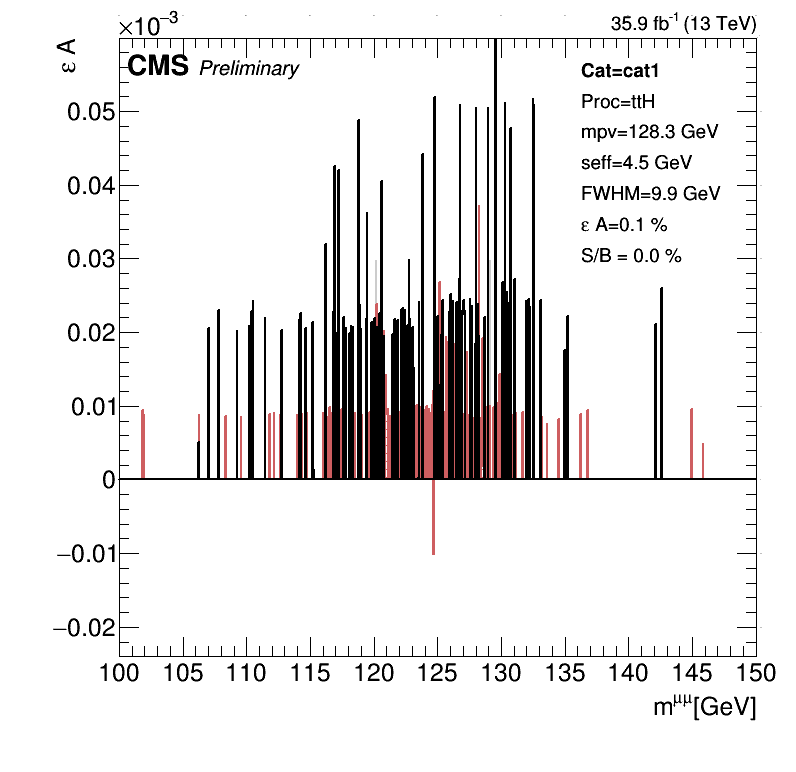 ×10⁻³
35.9 fb⁻¹ (13 TeV)
ε A
CMS Preliminary
Cat=cat1
Proc=ttH
mpv=128.3 GeV
seff=4.5 GeV
FWHM=9.9 GeV
ε A=0.1 %
S/B = 0.0 %
0.05
0.04
0.03
0.02
0.01
0
−0.01
−0.02
100 105 110 115 120 125 130 135 140 145 150
m^μμ[GeV]